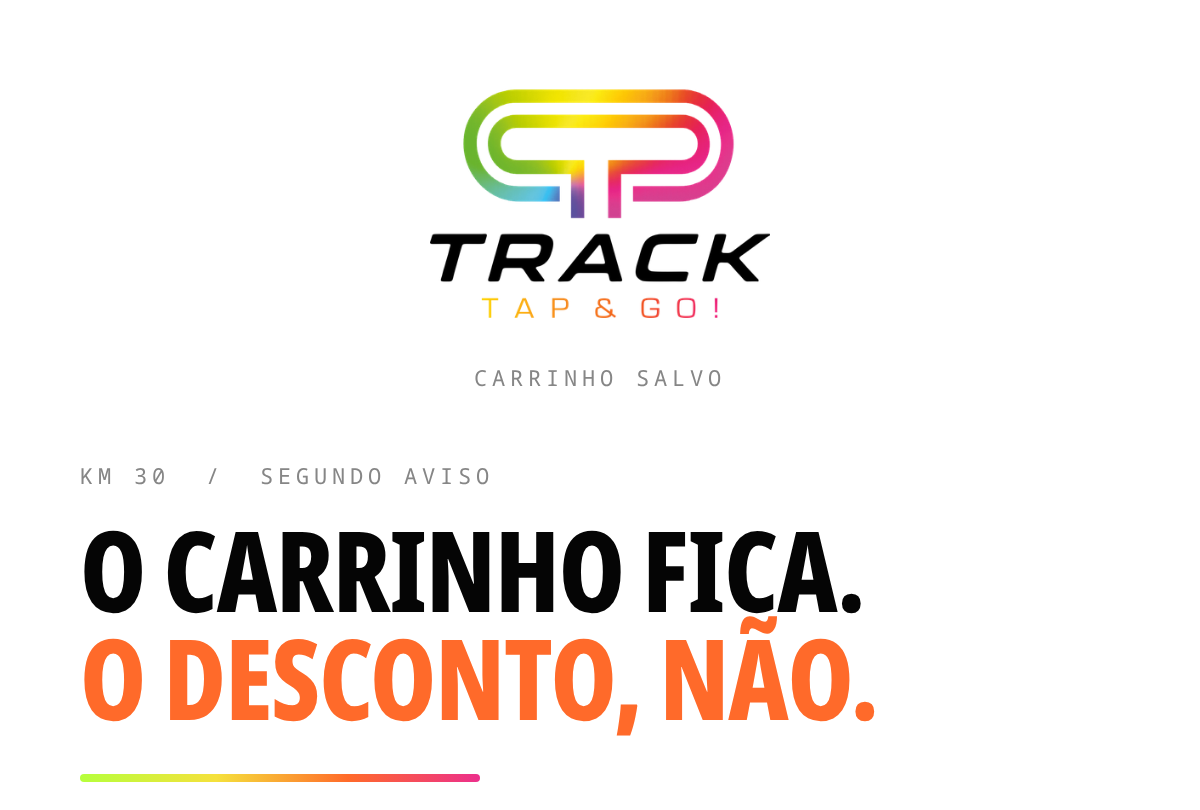 TRACK
TAP & GO!
CARRINHO SALVO
KM 30 / SEGUNDO AVISO
O CARRINHO FICA.
O DESCONTO, NÃO.